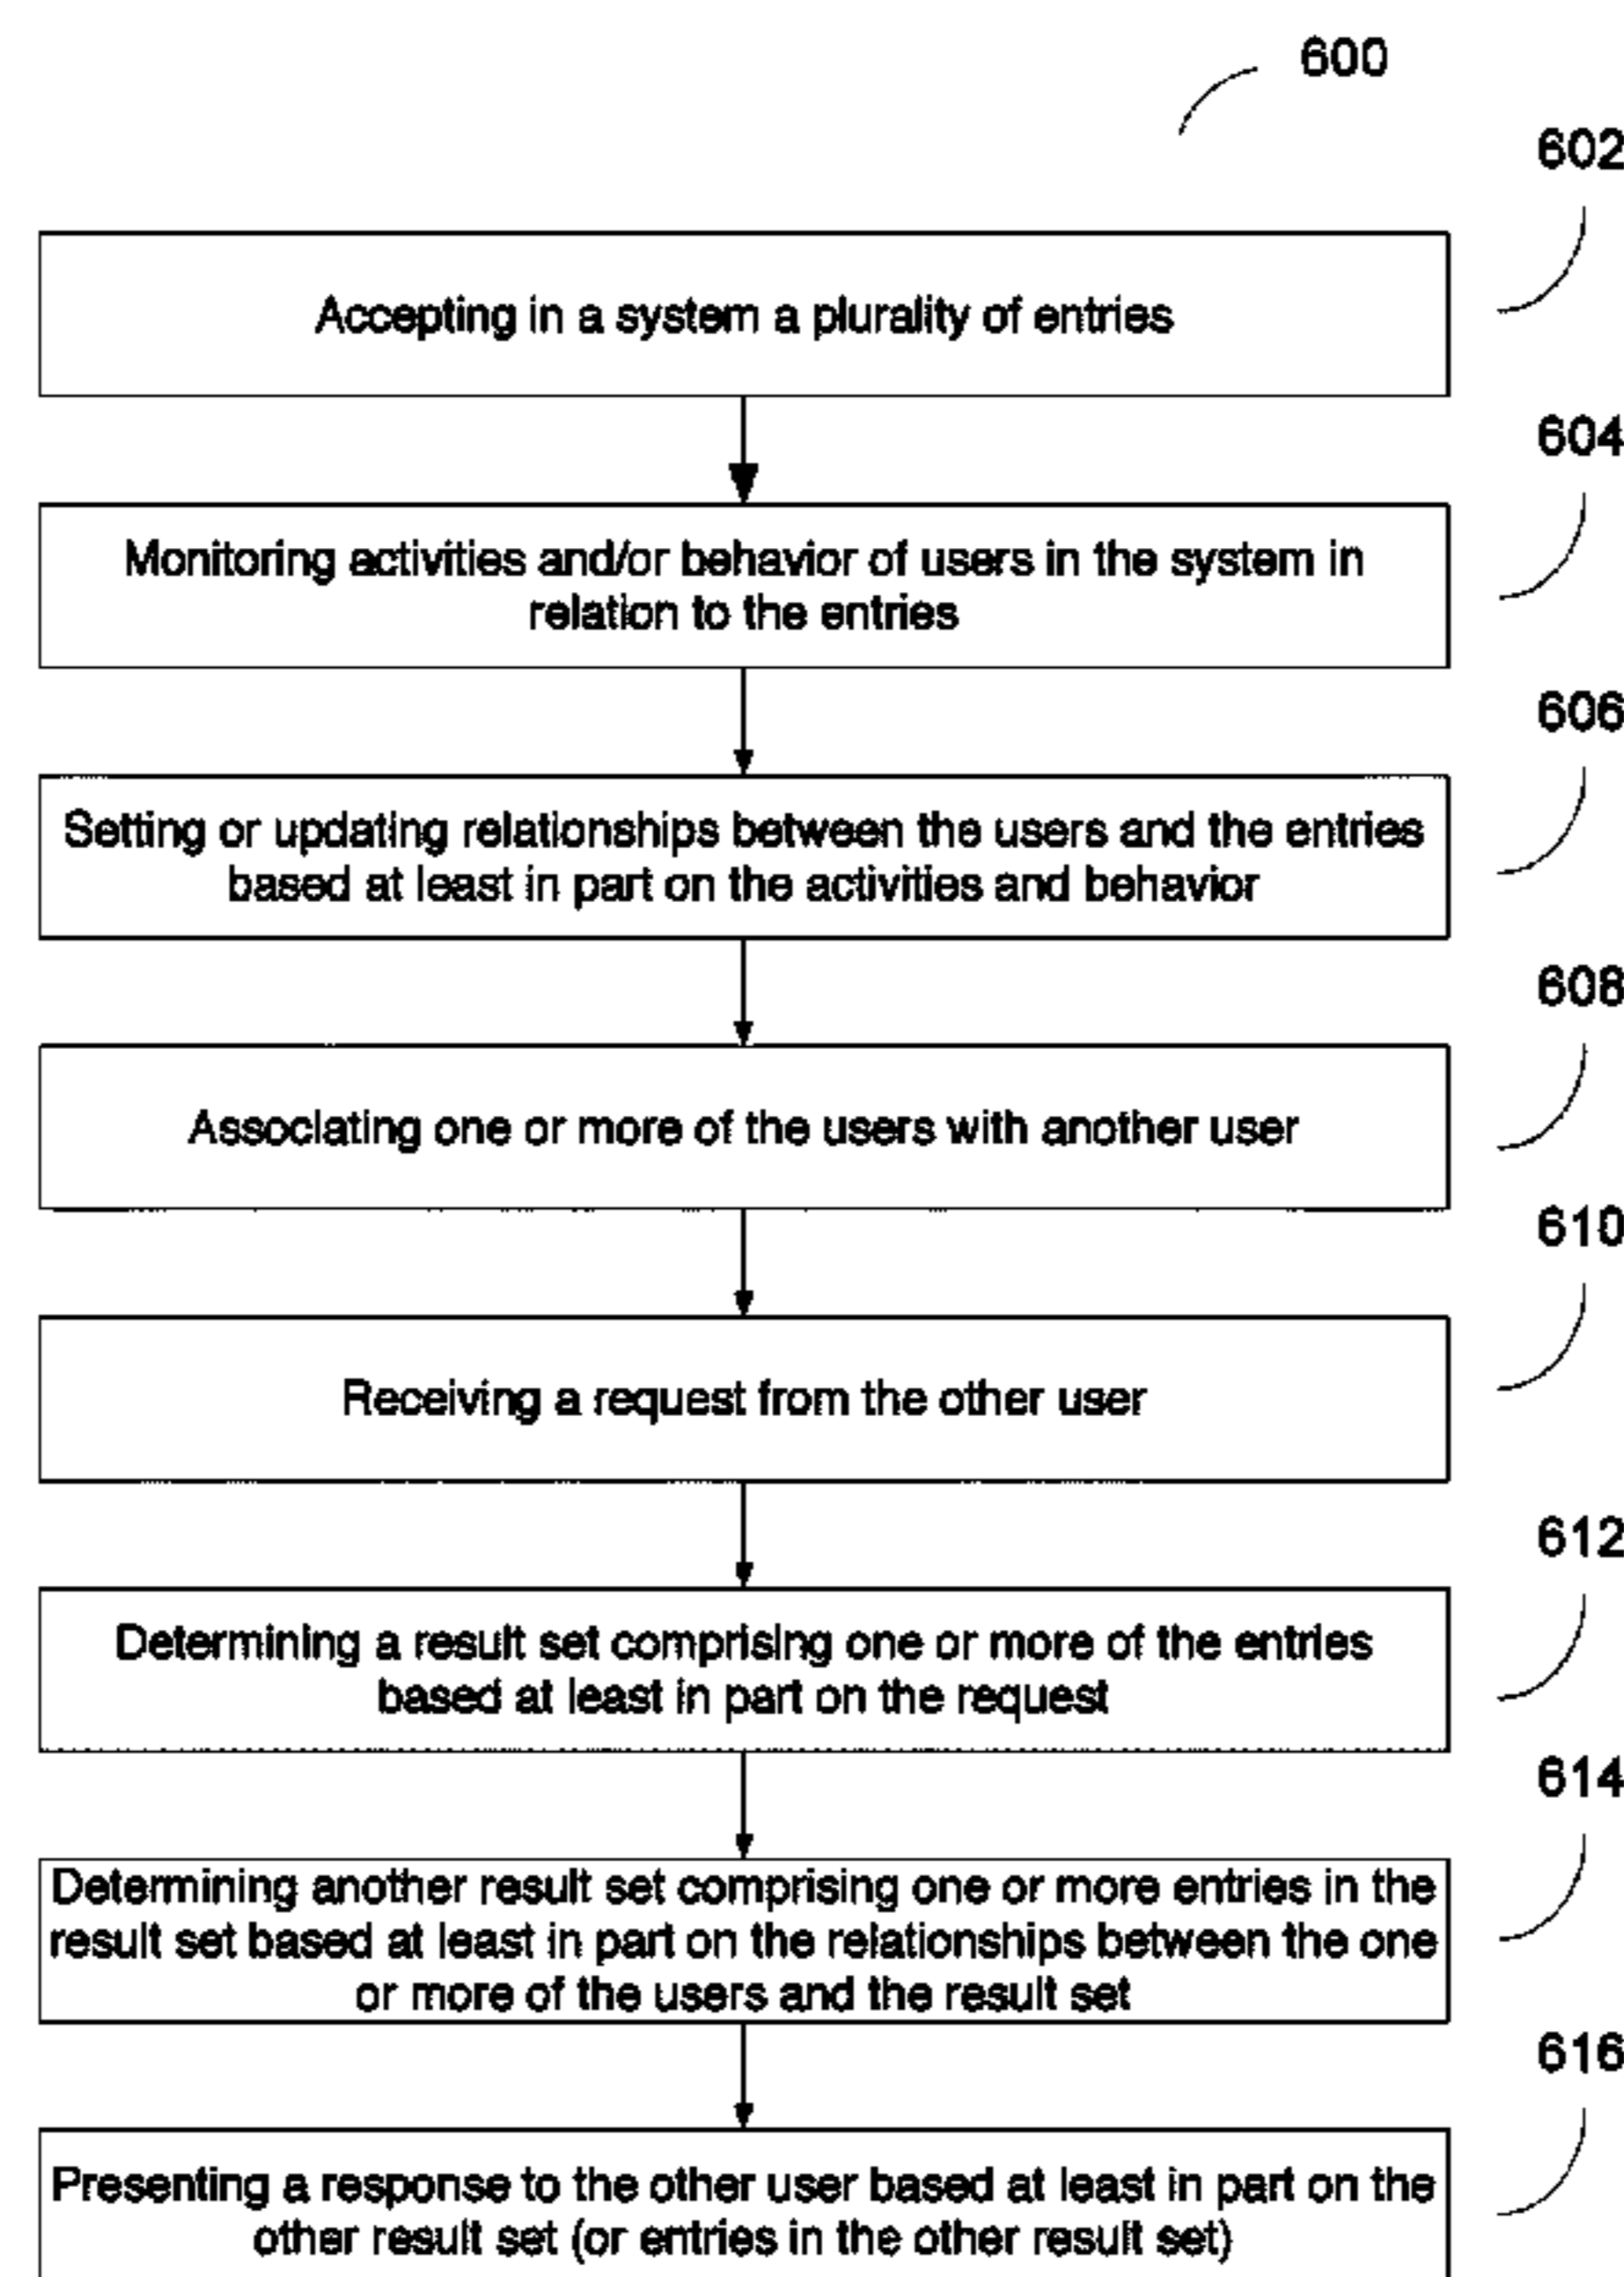 600
602
Accepting in a system a plurality of entries
604
Monitoring activities and/or behavior of users in the system in
relation to the entries
606
Setting or updating relationships between the users and the entries
based at least in part on the activities and behavior
608
Associating one or more of the users with another user
610
Receiving a request from the other user
612
Determining a result set comprising one or more of the entries
based at least in part on the request
614
Determining another result set comprising one or more entries in the
result set based at least in part on the relationships between the one
or more of the users and the result set
616
Presenting a response to the other user based at least in part on the
other result set (or entries in the other result set)